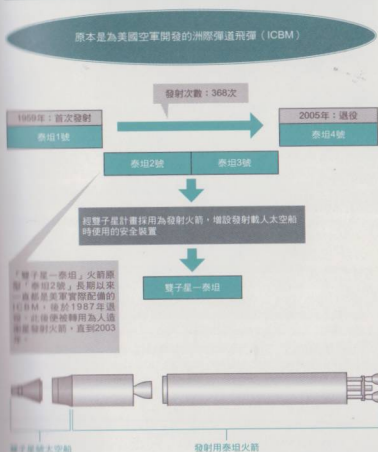 原本是為美國空軍開發的洲際彈道飛彈（ICBM）
發射次數：368次
1959年：首次發射
2005年：退役
泰坦1號
泰坦4號
泰坦2號
泰坦3號
經雙子星計畫採用為發射火箭，增設發射載人太空船
時使用的安全裝置
雙子星—泰坦
「雙子星—泰坦」火箭原
型「泰坦2號」長期以來
一直都是美軍實際配備的
ICBM，後於1987年退
役。此後便被轉用為人造
衛星發射火箭，直到2003
年。
雙子星號太空船
發射用泰坦火箭